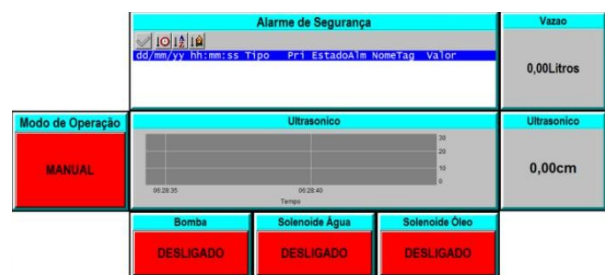 Alarme de Segurança
Vazao
dd/mm/yy hh:mm:ss Tipo Pri EstadoAlm NomeTag Valor
0,00Litros
Modo de Operação
Ultrasonico
Ultrasonico
MANUAL
30
20
10
0
06:28:35
06:28:40
Tempo
0,00cm
Bomba
Solenoide Água
Solenoide Óleo
DESLIGADO
DESLIGADO
DESLIGADO